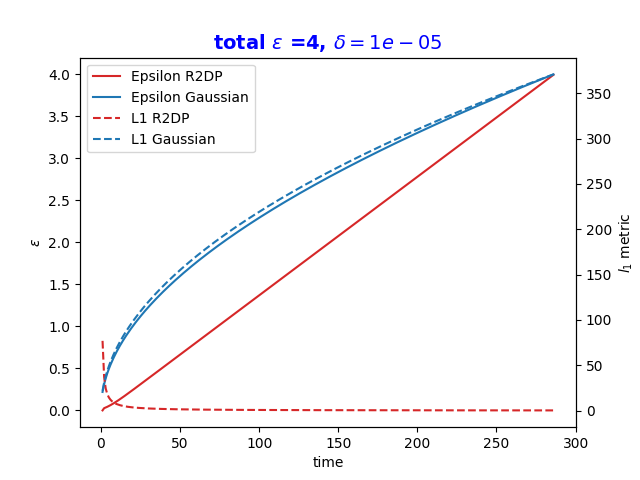 total ε =4, δ = 1e − 05
Epsilon R2DP
Epsilon Gaussian
L1 R2DP
L1 Gaussian
4.0
3.5
3.0
2.5
2.0
1.5
1.0
0.5
0.0
ε
350
300
250
200
150
100
50
0
l₁ metric
0 50 100 150 200 250 300
time